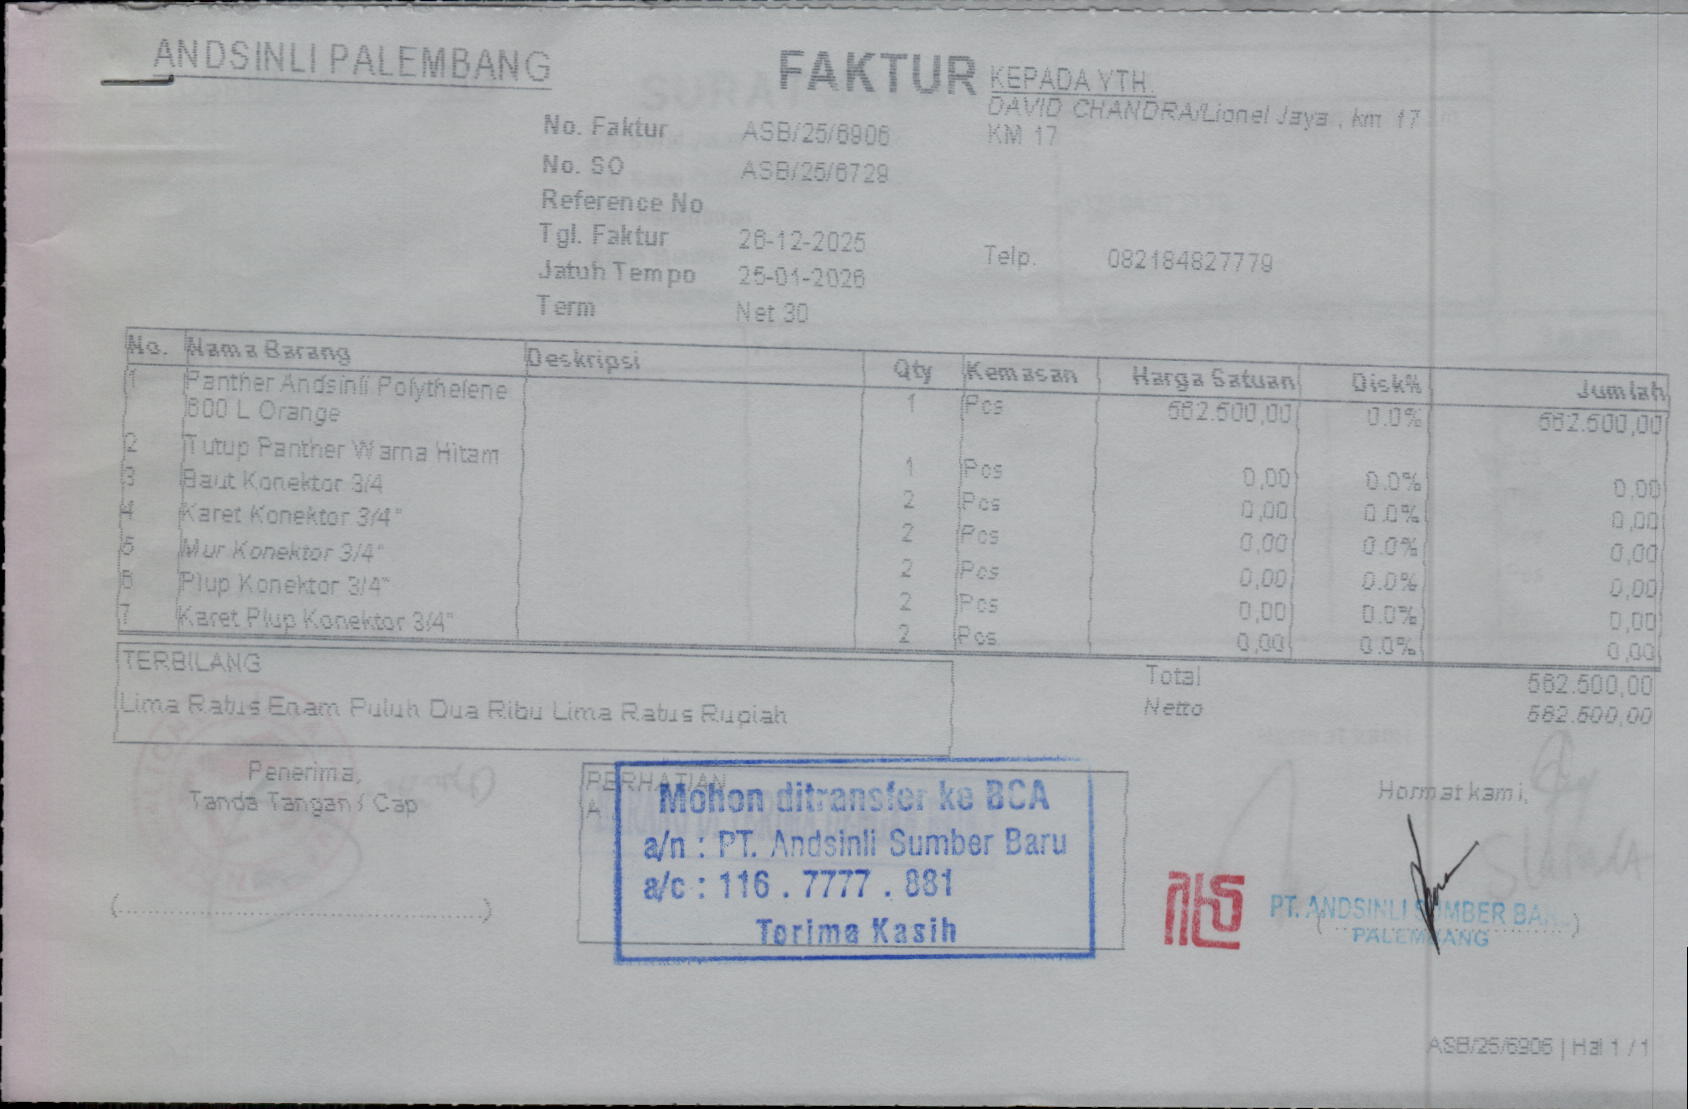 ANDSINLI PALEMBANG
FAKTUR
KEPADA YTH.
DAVID CHANDRA/Lionel Jaya , km 17
KM 17
No. Faktur ASB/25/6906
No. SO ASB/25/6729
Reference No
Tgl. Faktur 26-12-2025
Jatuh Tempo 25-01-2026
Term Net 30
Telp. 082184827779
No. Nama Barang Deskripsi Qty Kemasan Harga Satuan Disk% Jumlah
1 Panther Andsinli Polythelene 1 Pcs 562.500,00 0.0% 562.500,00
600 L Orange
2 Tutup Panther Warna Hitam 1 Pcs 0,00 0.0% 0,00
3 Baut Konektor 3/4 2 Pcs 0,00 0.0% 0,00
4 Karet Konektor 3/4" 2 Pcs 0,00 0.0% 0,00
5 Mur Konektor 3/4" 2 Pcs 0,00 0.0% 0,00
6 Plup Konektor 3/4" 2 Pcs 0,00 0.0% 0,00
7 Karet Plup Konektor 3/4" 2 Pcs 0,00 0.0% 0,00
TERBILANG
Lima Ratus Enam Puluh Dua Ribu Lima Ratus Rupiah
Total 562.500,00
Netto 562.500,00
Penerima,
Tanda Tangan / Cap
PERHATIAN
A
Mohon ditransfer ke BCA
a/n : PT. Andsinli Sumber Baru
a/c : 116 . 7777 . 881
Terima Kasih
Hormat kami,
PT. ANDSINLI SUMBER
PALEMBANG
ASB/25/6906 | Hal 1 / 1